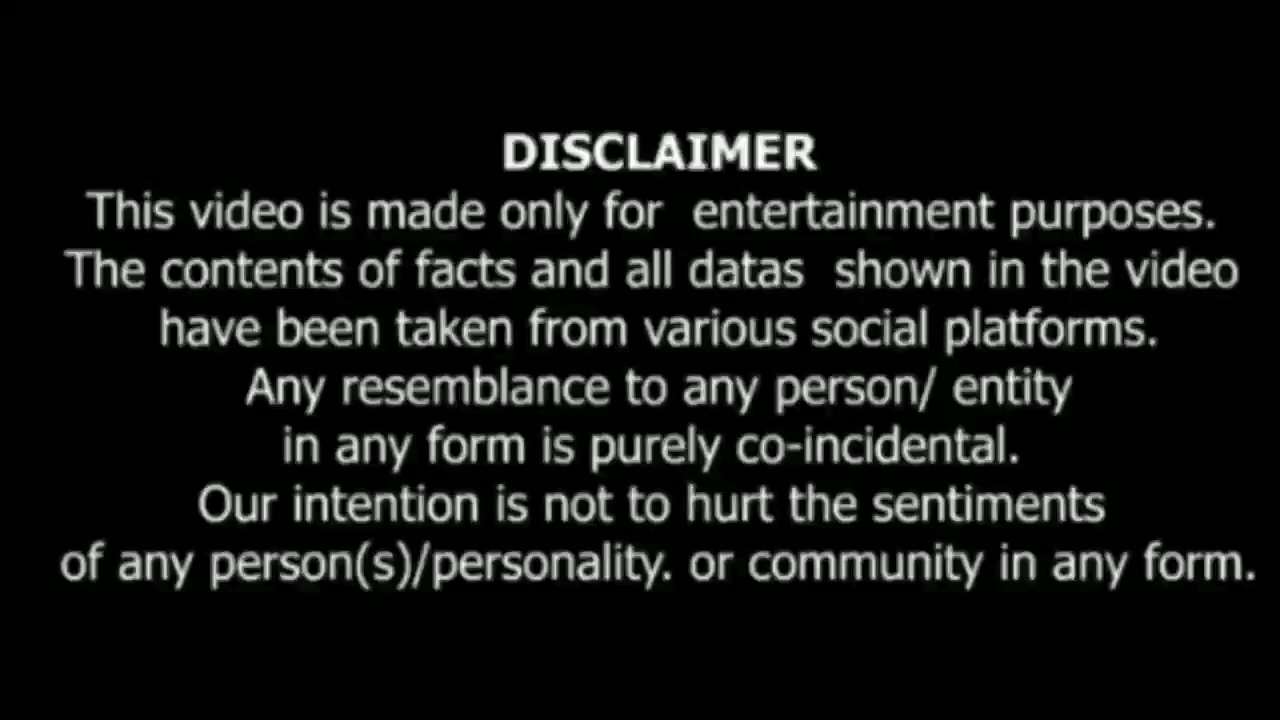 DISCLAIMER
This video is made only for  entertainment purposes.
The contents of facts and all datas  shown in the video
have been taken from various social platforms.
Any resemblance to any person/ entity
in any form is purely co-incidental.
Our intention is not to hurt the sentiments
of any person(s)/personality. or community in any form.